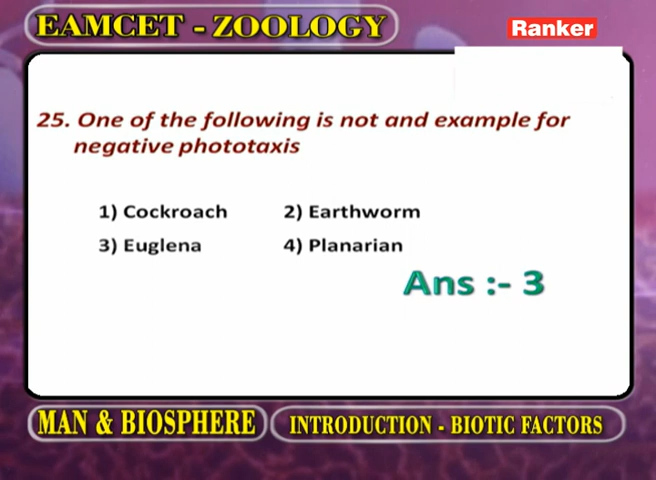 EAMCET - ZOOLOGY
Ranker
25. One of the following is not and example for
negative phototaxis
1) Cockroach 2) Earthworm
3) Euglena 4) Planarian
Ans :- 3
MAN & BIOSPHERE INTRODUCTION - BIOTIC FACTORS